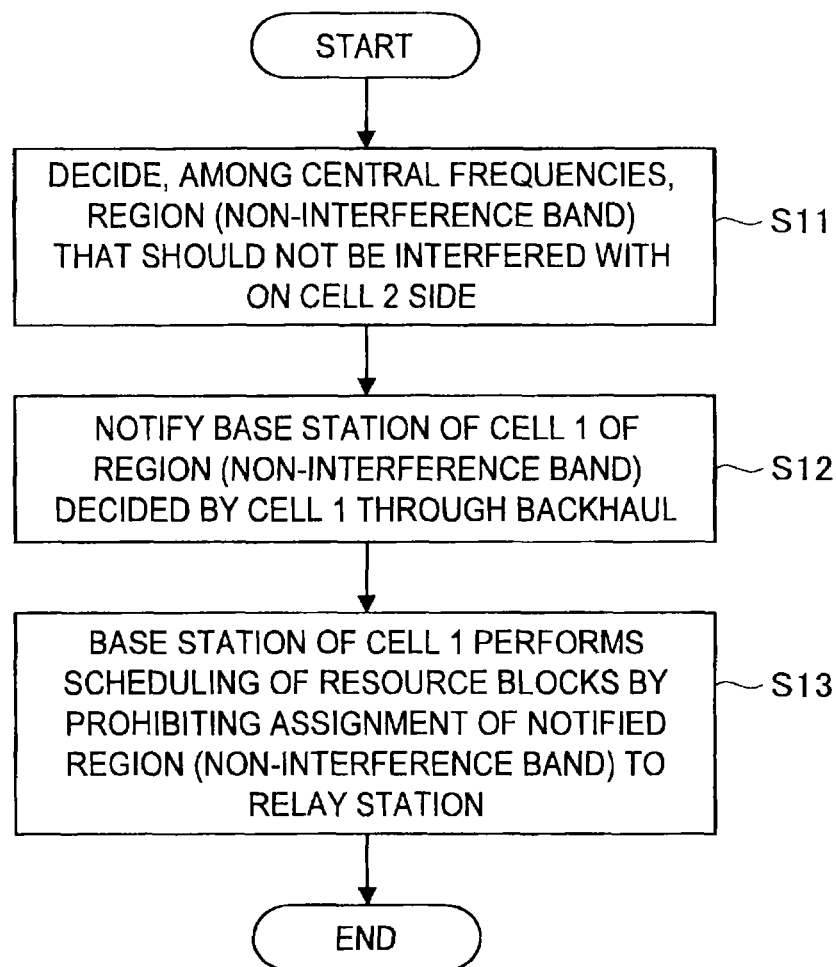 START
DECIDE, AMONG CENTRAL FREQUENCIES,
REGION (NON-INTERFERENCE BAND)
THAT SHOULD NOT BE INTERFERED WITH
ON CELL 2 SIDE
S11
NOTIFY BASE STATION OF CELL 1 OF
REGION (NON-INTERFERENCE BAND)
DECIDED BY CELL 1 THROUGH BACKHAUL
S12
BASE STATION OF CELL 1 PERFORMS
SCHEDULING OF RESOURCE BLOCKS BY
PROHIBITING ASSIGNMENT OF NOTIFIED
REGION (NON-INTERFERENCE BAND) TO
RELAY STATION
S13
END